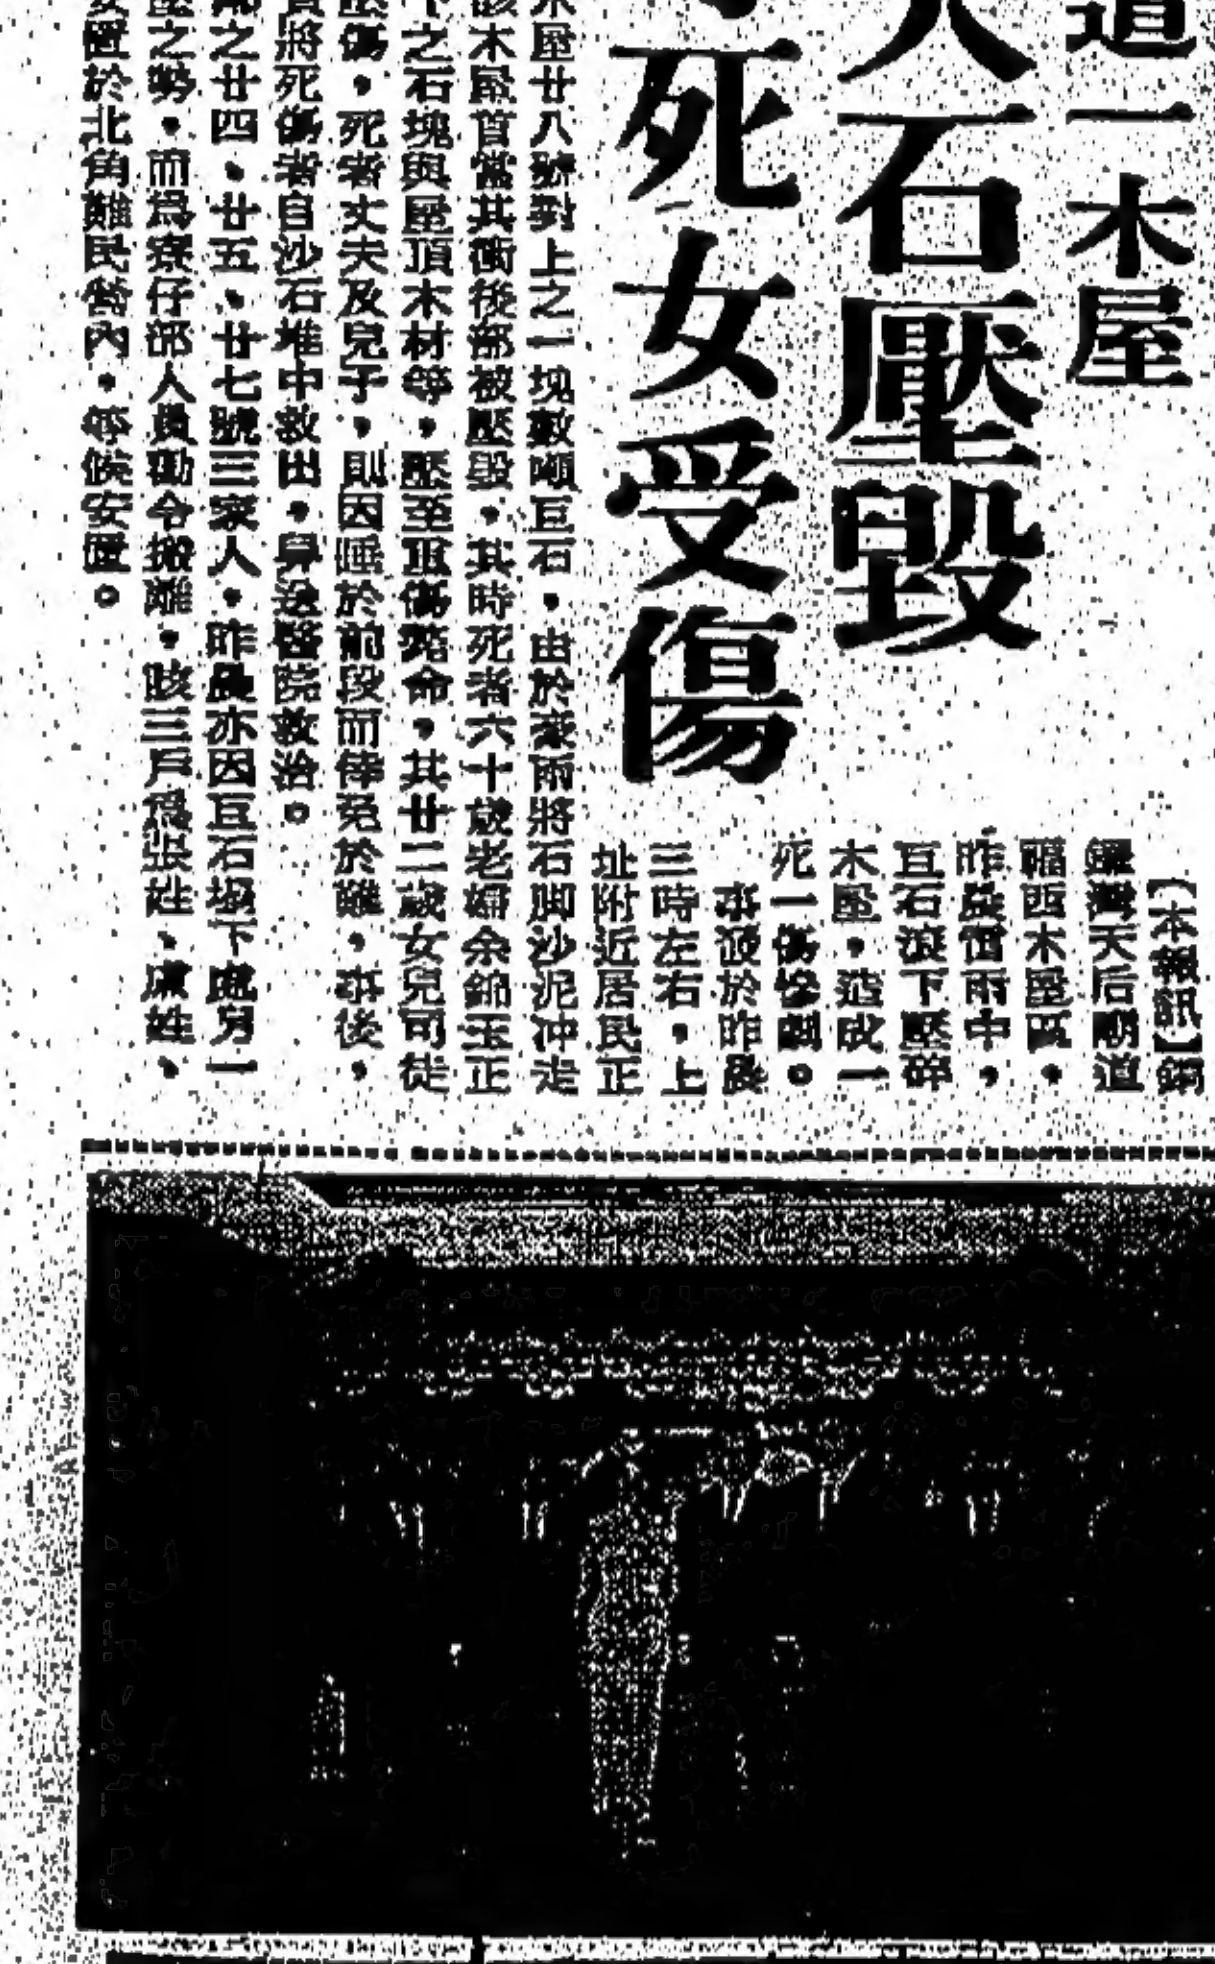 道一木屋
大石壓毀
死女受傷
【本報訊】銅
鑼灣天后廟道
福西木屋區，
昨晨雷雨中，
巨石滾下壓碎
木屋，造成一
死一傷慘劇。
事發於昨晨
三時左右，上
址附近居民正
木屋廿八號對上之一塊數噸巨石，由於豪雨將石脚沙泥冲走
該木屋首當其衝後部被壓毀，其時死者六十歲老婦余錦玉正
下之石塊與屋頂木材等，壓至重傷斃命，其廿二歲女兒司徒
壓傷，死者丈夫及兒子，則因睡於前段而倖免於難，事後，
員將死傷者自沙石堆中救出，舁送醫院救治。
鄰之廿四、廿五、廿七號三家人，昨晨亦因巨石塌下處另一
壓之勢，而為寮仔部人員勸令搬離，該三戶為張姓、盧姓、
安置於北角難民營內，等候安置。